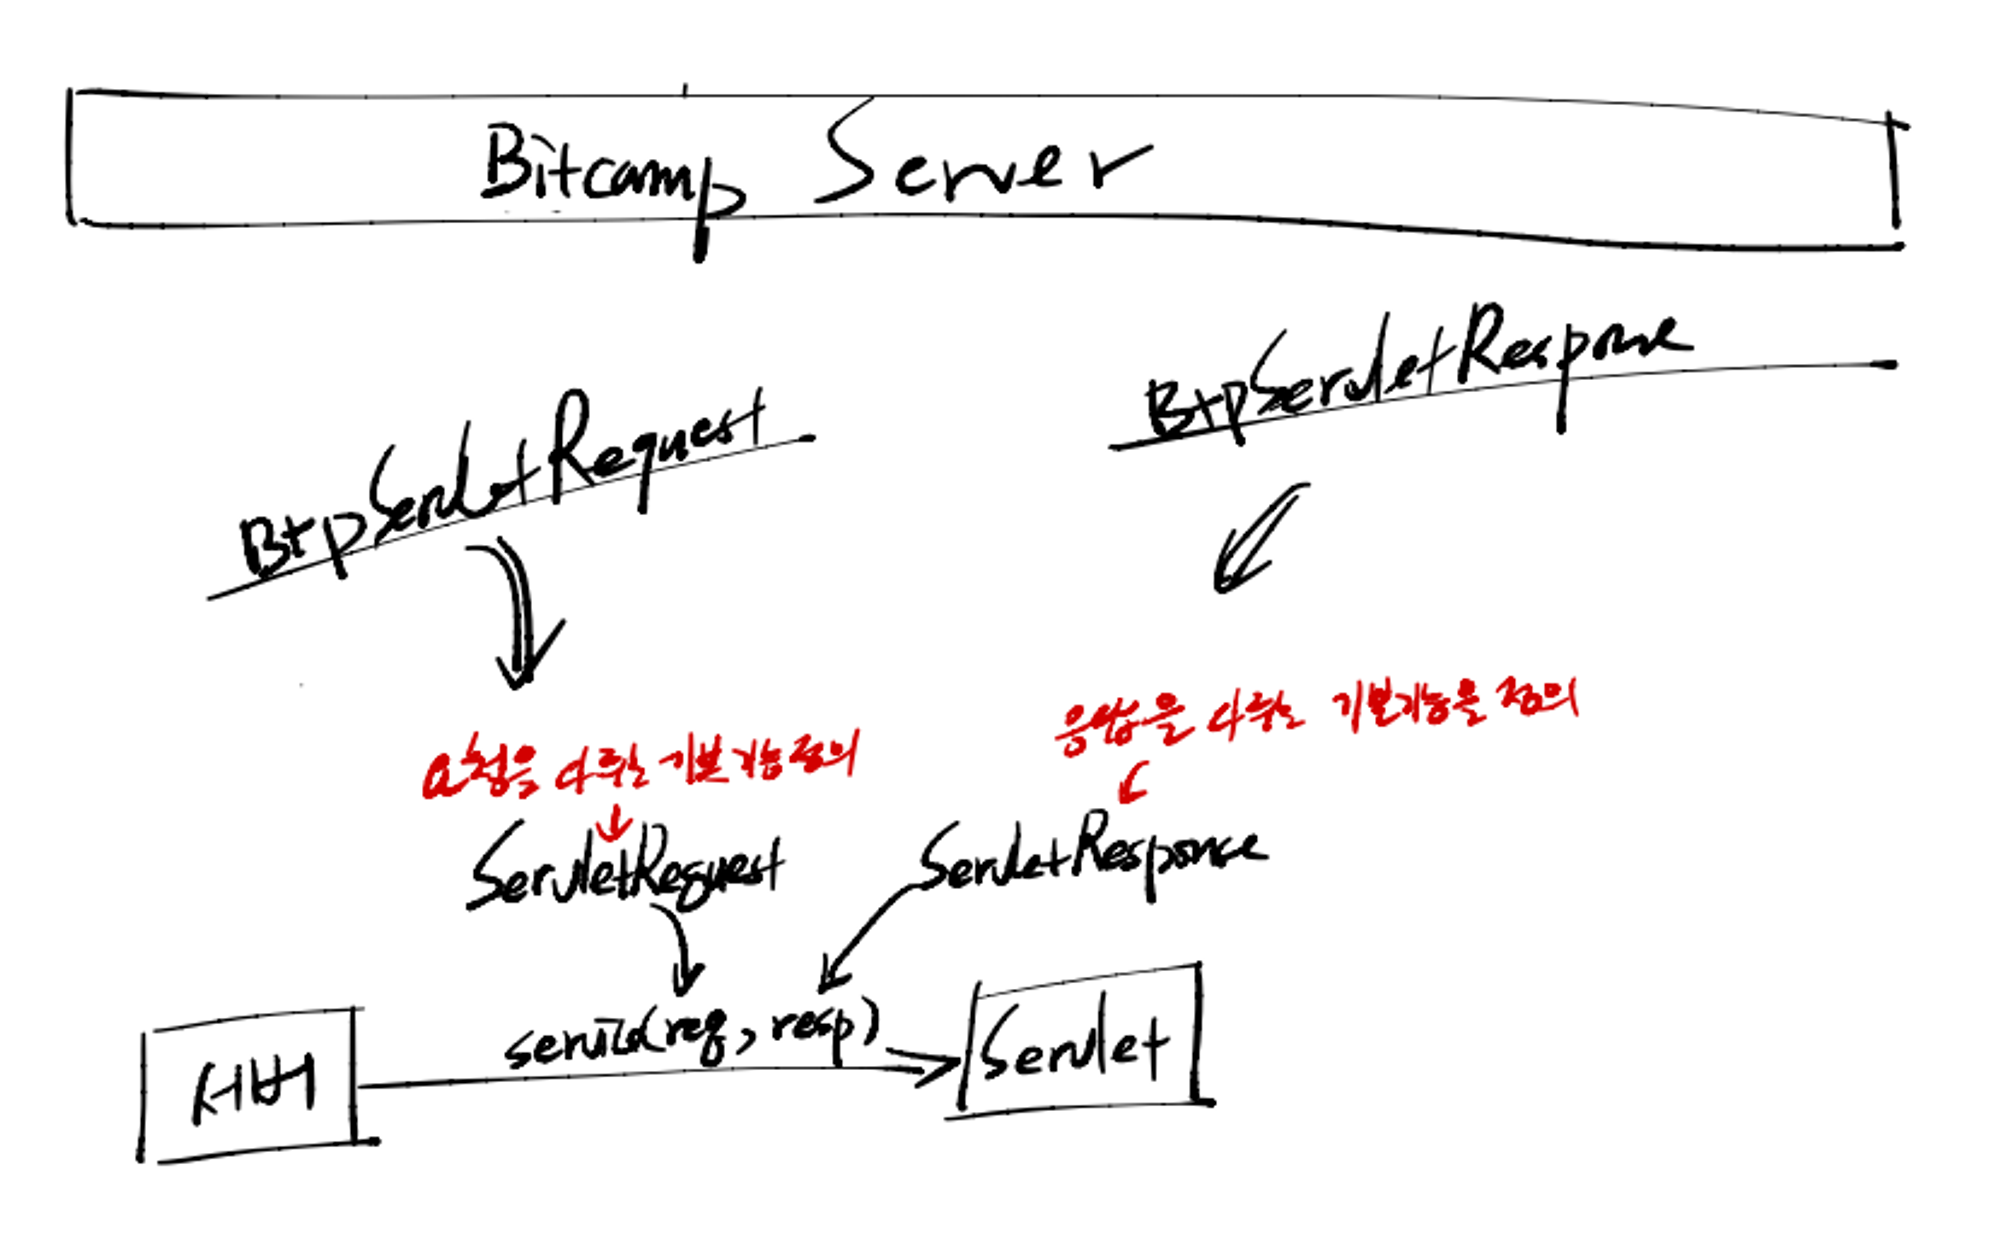 Bitcamp Server
BtpServletResponse
BtpServletRequest
응답을 다루는 기본기능을 정의
요청을 다루는 기본기능정의
ServletRequest
ServletResponse
service(req, resp)
서버
Servlet